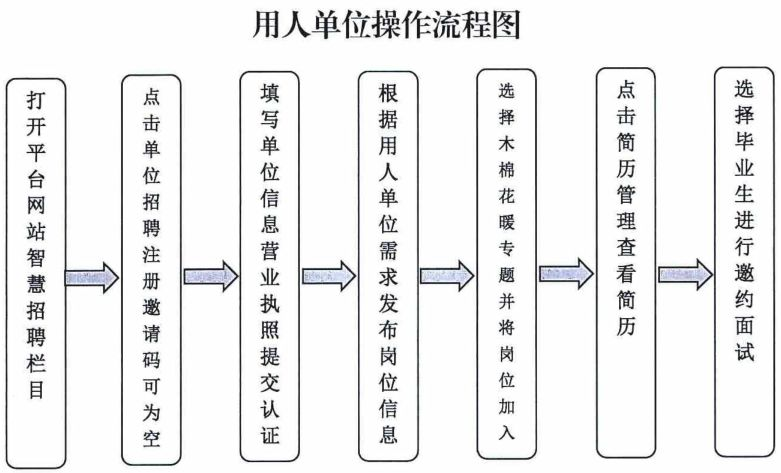 用人单位操作流程图
打开平台网站智慧招聘栏目
点击单位招聘注册邀请码可为空
填写单位信息营业执照提交认证
根据用人单位需求发布岗位信息
选择木棉花暖专题并将岗位加入
点击简历管理查看简历
选择毕业生进行邀约面试